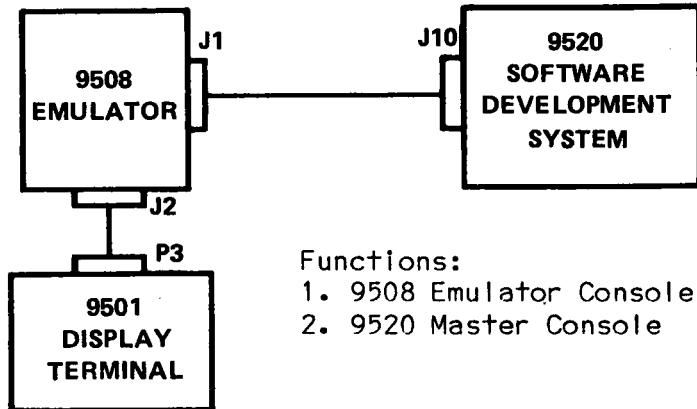 J1
J10
9508
EMULATOR
9520
SOFTWARE
DEVELOPMENT
SYSTEM
J2
P3
9501
DISPLAY
TERMINAL
Functions:
1. 9508 Emulator Console
2. 9520 Master Console